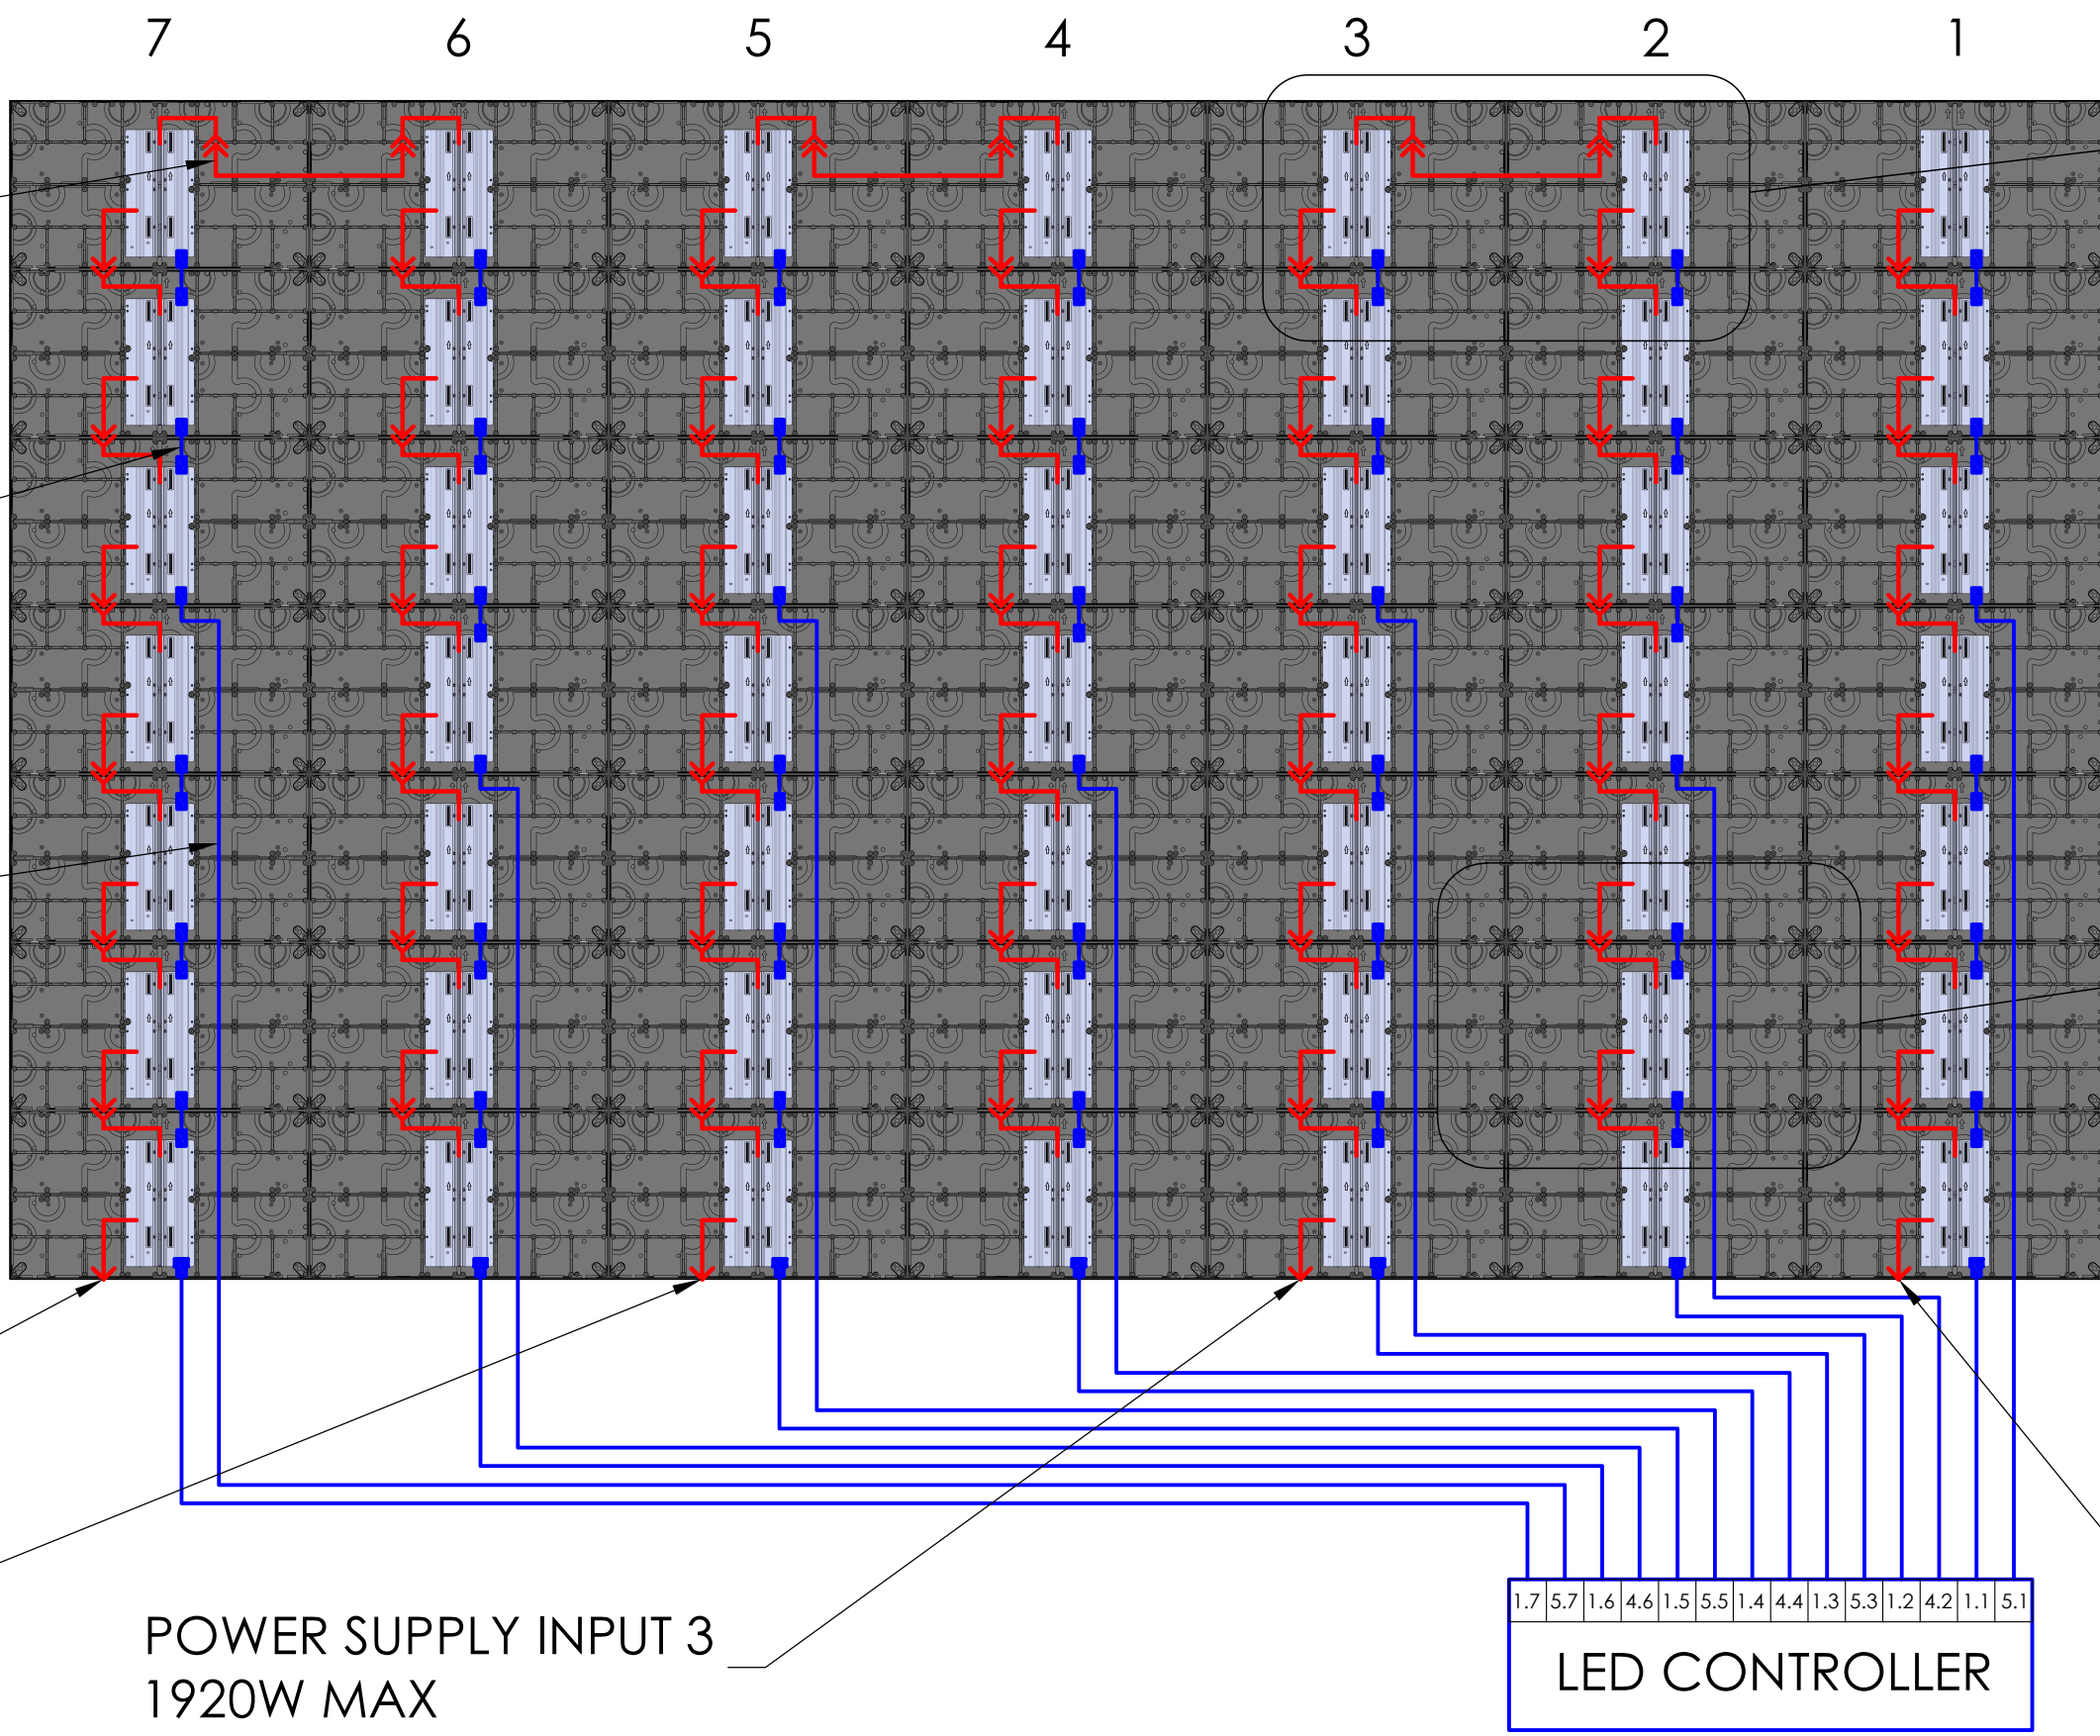 7 6 5 4 3 2 1
1.7 5.7 1.6 4.6 1.5 5.5 1.4 4.4 1.3 5.3 1.2 4.2 1.1 5.1
LED CONTROLLER
POWER SUPPLY INPUT 3
1920W MAX